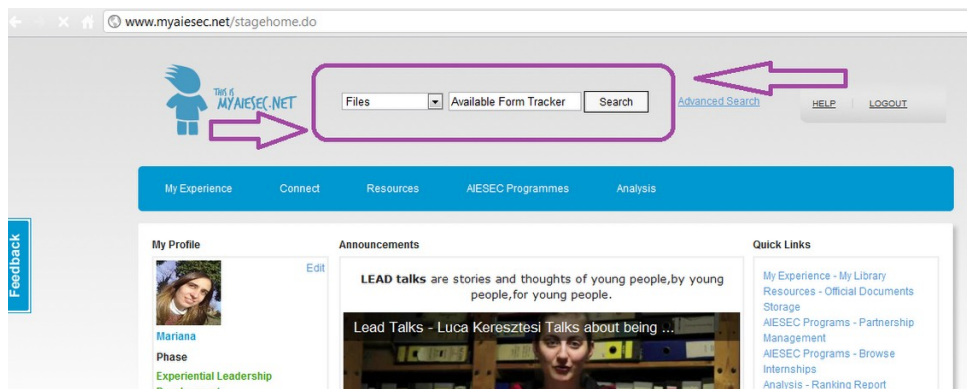 www.myaiesec.net/stagehome.do
THIS IS
MYAIESEC.NET
Files
Available Form Tracker
Search
Advanced Search
HELP
LOGOUT
My Experience
Connect
Resources
AIESEC Programmes
Analysis
Feedback
My Profile
Edit
Mariana
Phase
Experiential Leadership
Announcements
LEAD talks are stories and thoughts of young people,by young
people,for young people.
Lead Talks - Luca Keresztesi Talks about being ...
Quick Links
My Experience - My Library
Resources - Official Documents
Storage
AIESEC Programs - Partnership
Management
AIESEC Programs - Browse
Internships
Analysis - Ranking Report